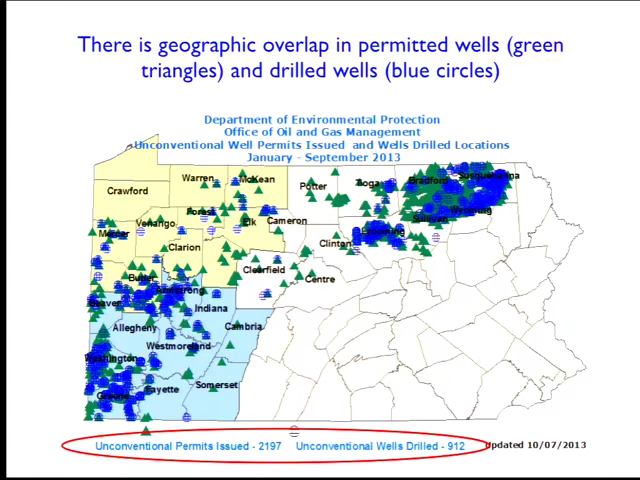 There is geographic overlap in permitted wells (green
triangles) and drilled wells (blue circles)
Department of Environmental Protection
Office of Oil and Gas Management
Unconventional Well Permits Issued and Wells Drilled Locations
January - September 2013
Warren
McKean
Susquehanna
Bradford
Tioga
Potter
Crawford
Forest
Wyoming
Sullivan
Venango
Elk
Cameron
Mercer
Lycoming
Clinton
Clarion
Clearfield
Centre
Butler
Armstrong
Beaver
Indiana
Allegheny
Cambria
Westmoreland
Washington
Somerset
Fayette
Greene
Unconventional Permits Issued - 2197 Unconventional Wells Drilled - 912
Updated 10/07/2013